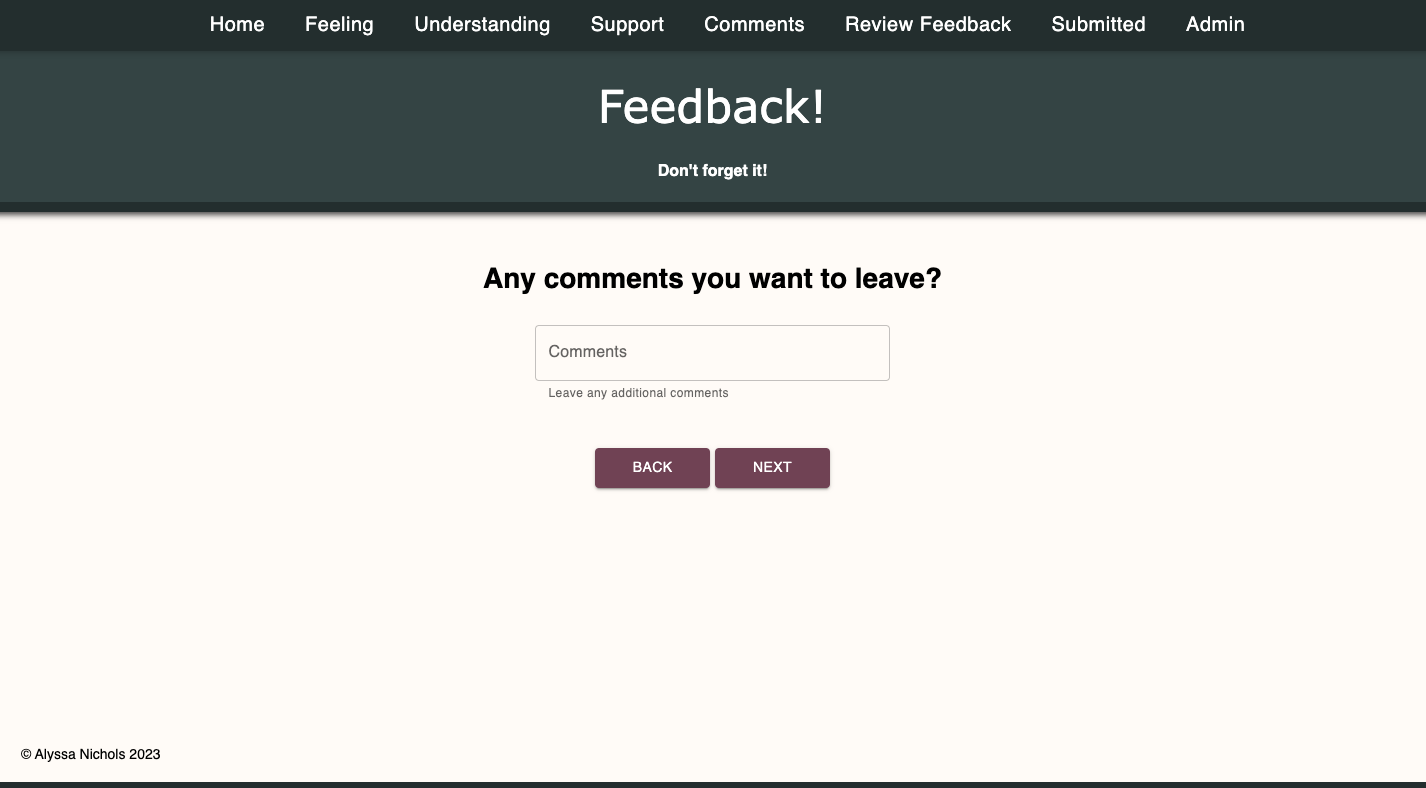 Home Feeling Understanding Support Comments Review Feedback Submitted Admin
Feedback!
Don't forget it!
Any comments you want to leave?
Comments
Leave any additional comments
BACK NEXT
© Alyssa Nichols 2023